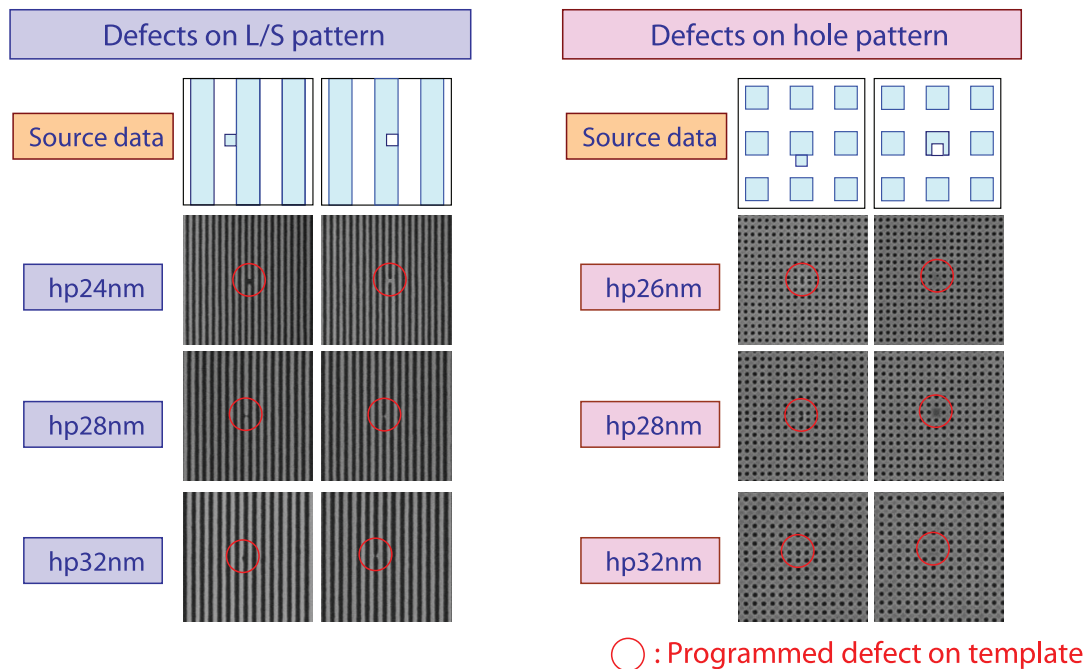 Defects on L/S pattern
Defects on hole pattern
Source data
Source data
hp24nm
hp26nm
hp28nm
hp28nm
hp32nm
hp32nm
: Programmed defect on template